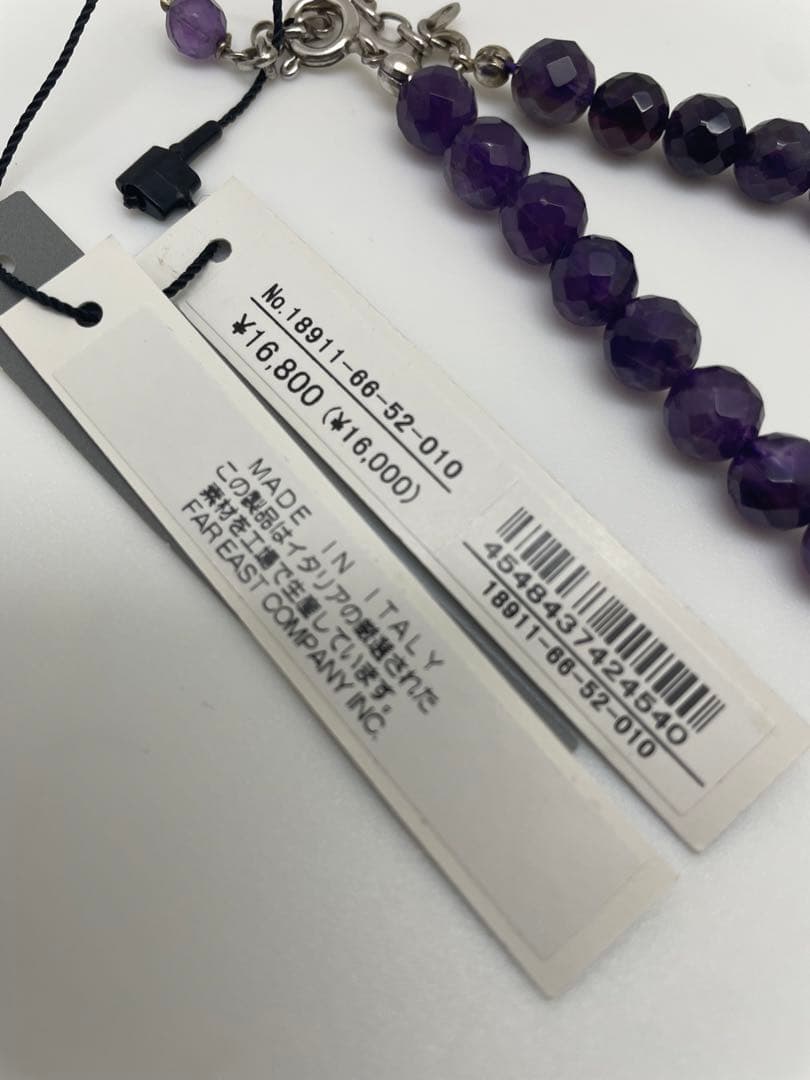 No.18911-66-52-010
¥16,800 (¥16,000)
4548437424540
18911-66-52-010
MADE IN ITALY
この製品はイタリアの厳選された
素材を工場で生産しています。
FAR EAST COMPANY INC.